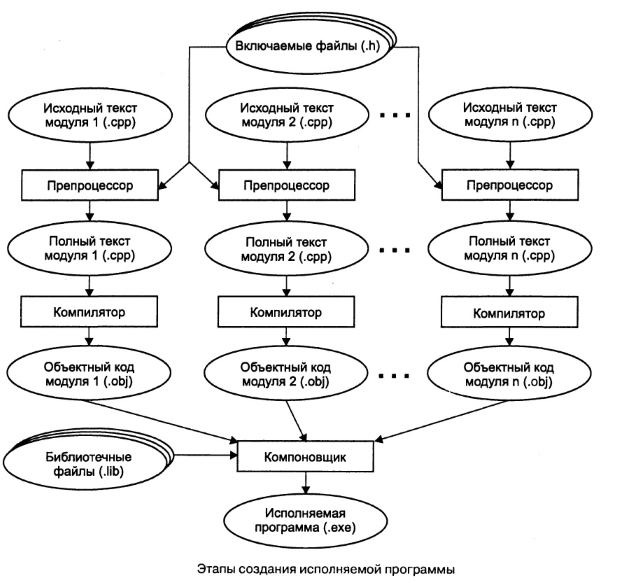 Включаемые файлы (.h)
Исходный текст
модуля 1 (.cpp)
Исходный текст
модуля 2 (.cpp)
...
Исходный текст
модуля n (.cpp)
Препроцессор
Препроцессор
Препроцессор
Полный текст
модуля 1 (.cpp)
Полный текст
модуля 2 (.cpp)
...
Полный текст
модуля n (.cpp)
Компилятор
Компилятор
Компилятор
Объектный код
модуля 1 (.obj)
Объектный код
модуля 2 (.obj)
...
Объектный код
модуля n (.obj)
Библиотечные
файлы (.lib)
Компоновщик
Исполняемая
программа (.exe)
Этапы создания исполняемой программы